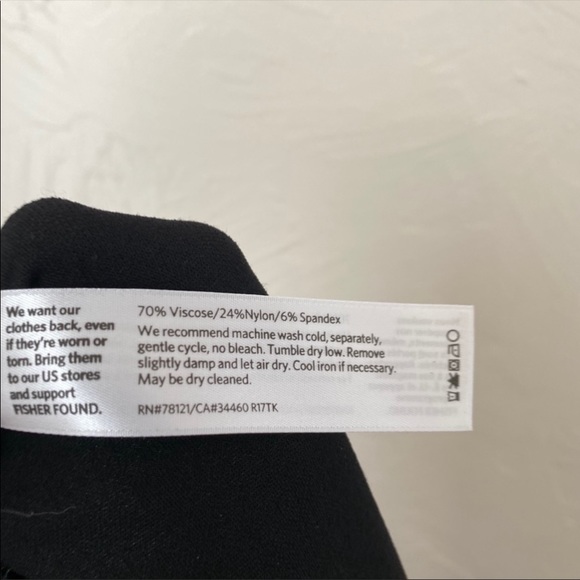 We want our
clothes back, even
if they're worn or
torn. Bring them
to our US stores
and support
FISHER FOUND.
70% Viscose/24%Nylon/6% Spandex
We recommend machine wash cold, separately,
gentle cycle, no bleach. Tumble dry low. Remove
slightly damp and let air dry. Cool iron if necessary.
May be dry cleaned.
RN#78121/CA#34460 R17TK